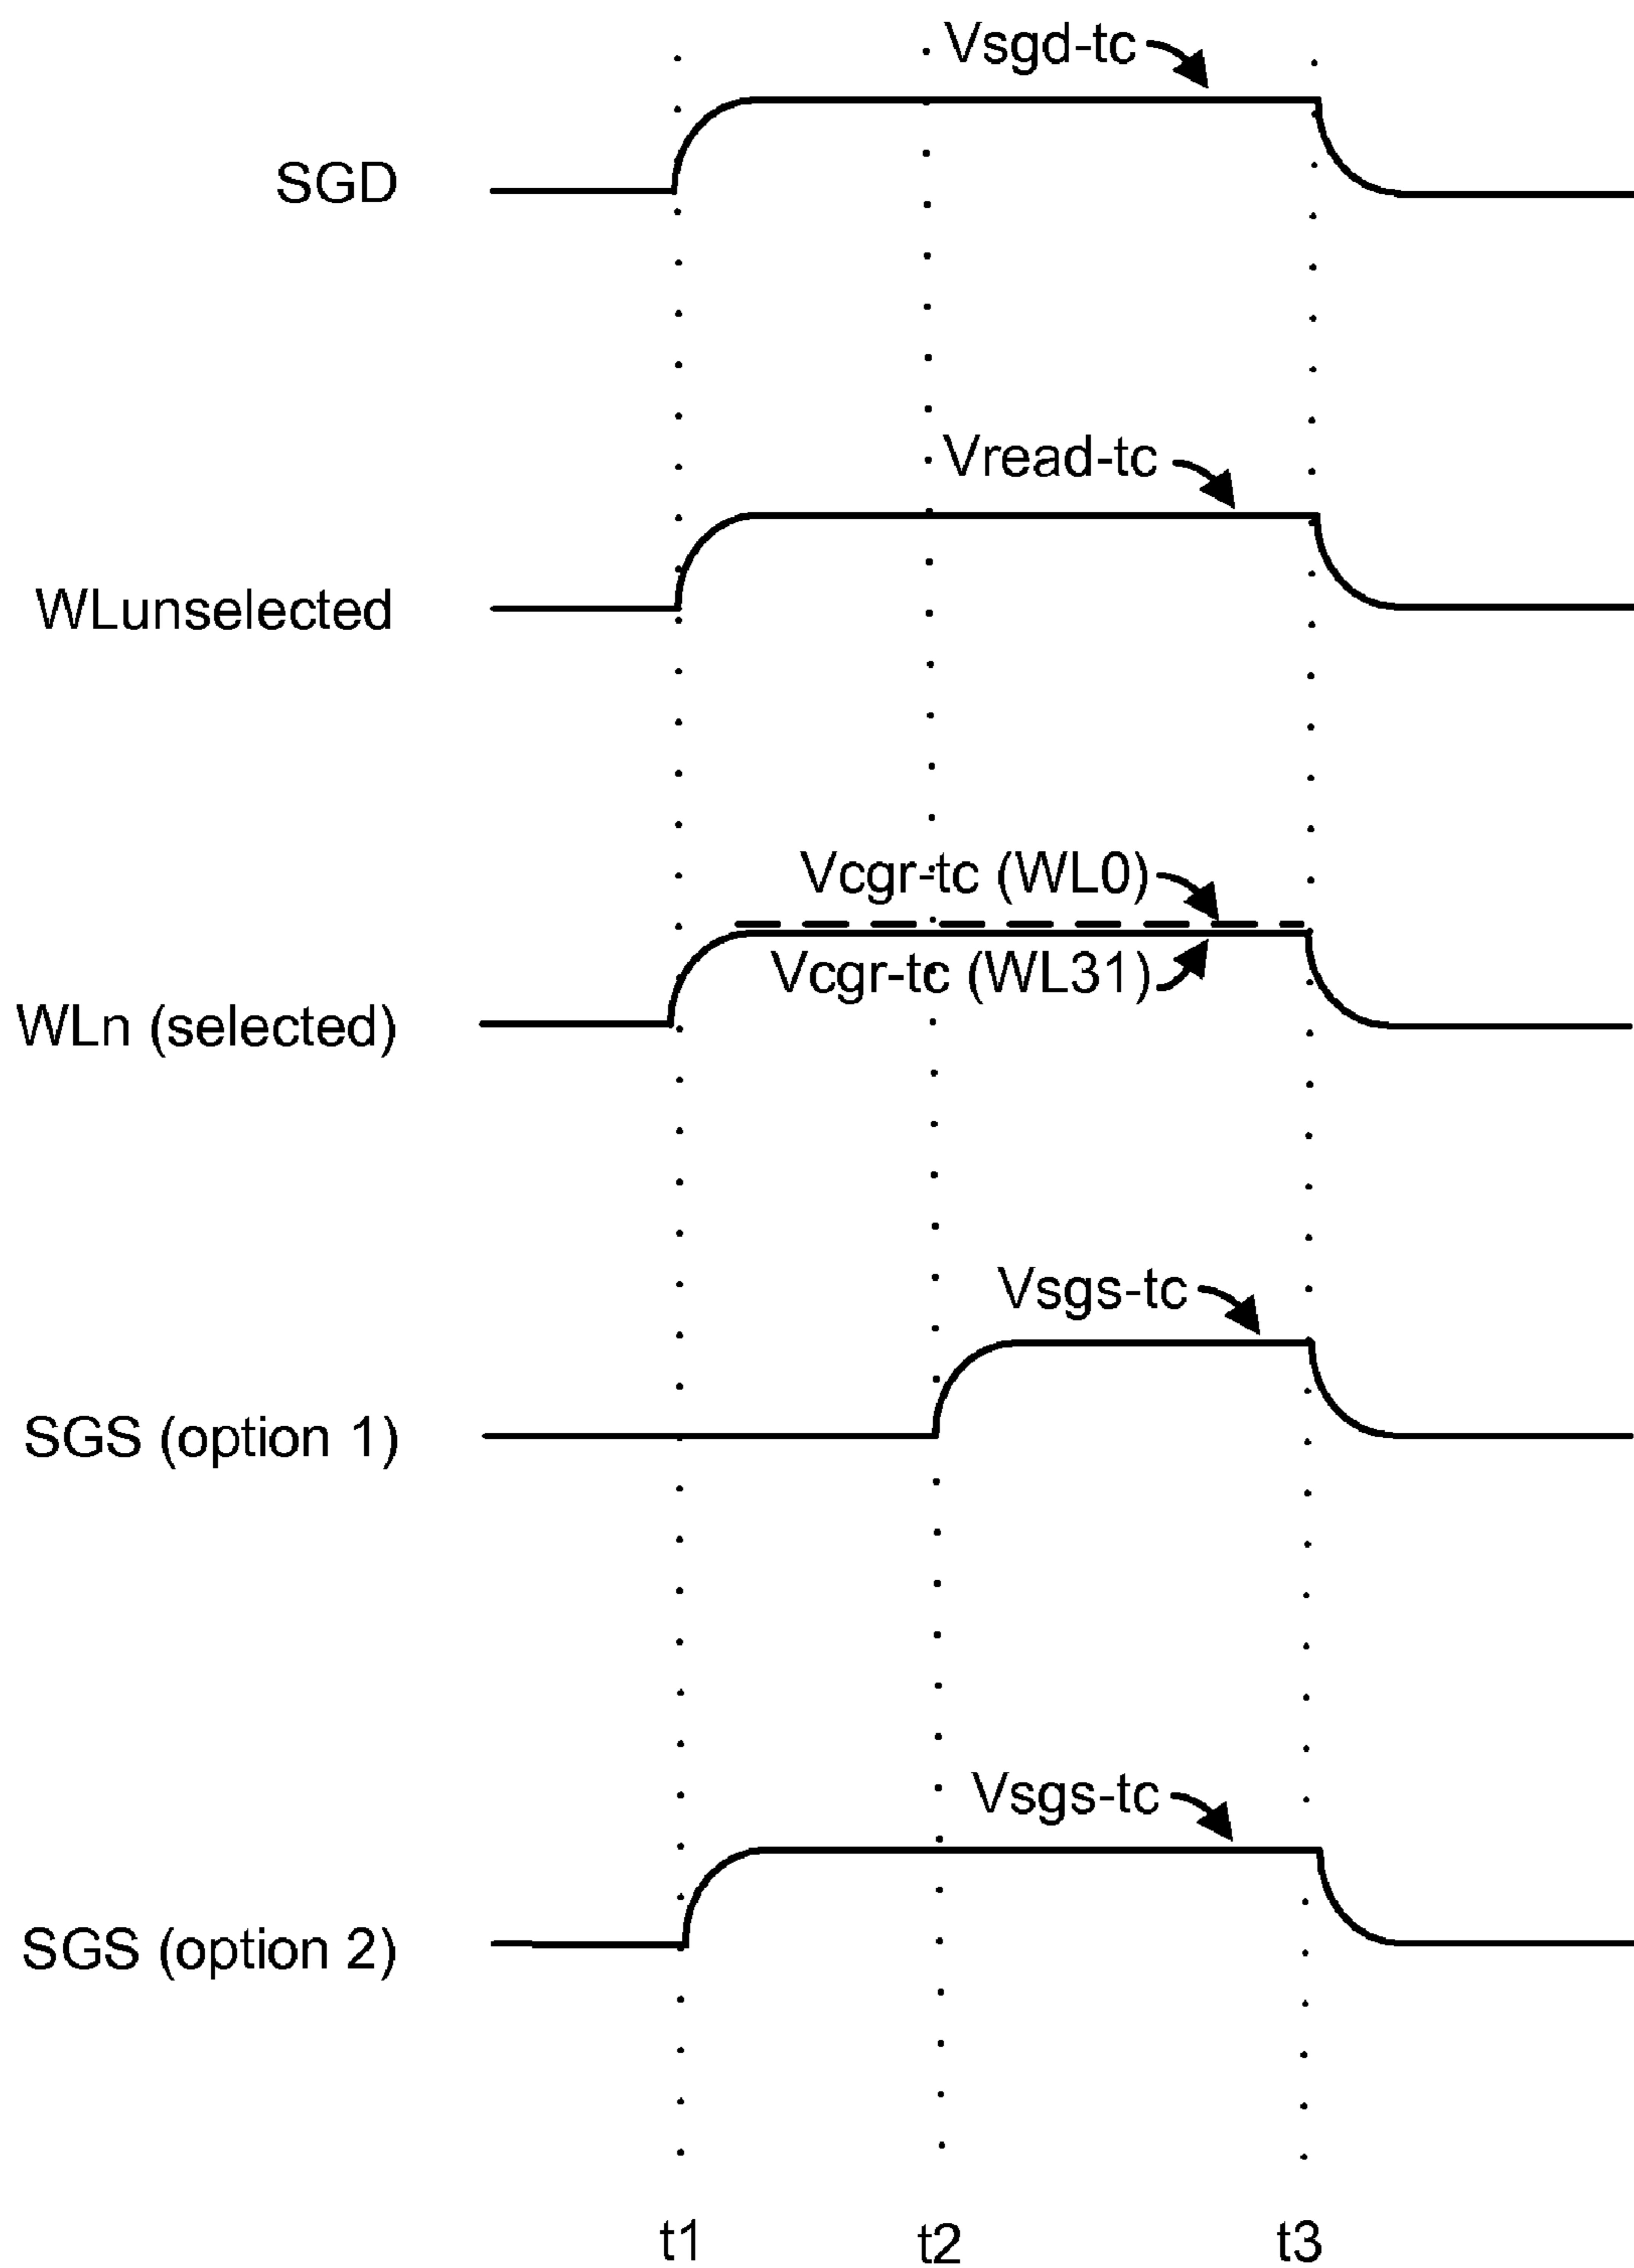 Vsgd-tc
SGD
Vread-tc
WLunselected
Vcgr-tc (WL0)
Vcgr-tc (WL31)
WLn (selected)
Vsgs-tc
SGS (option 1)
Vsgs-tc
SGS (option 2)
t1 t2 t3